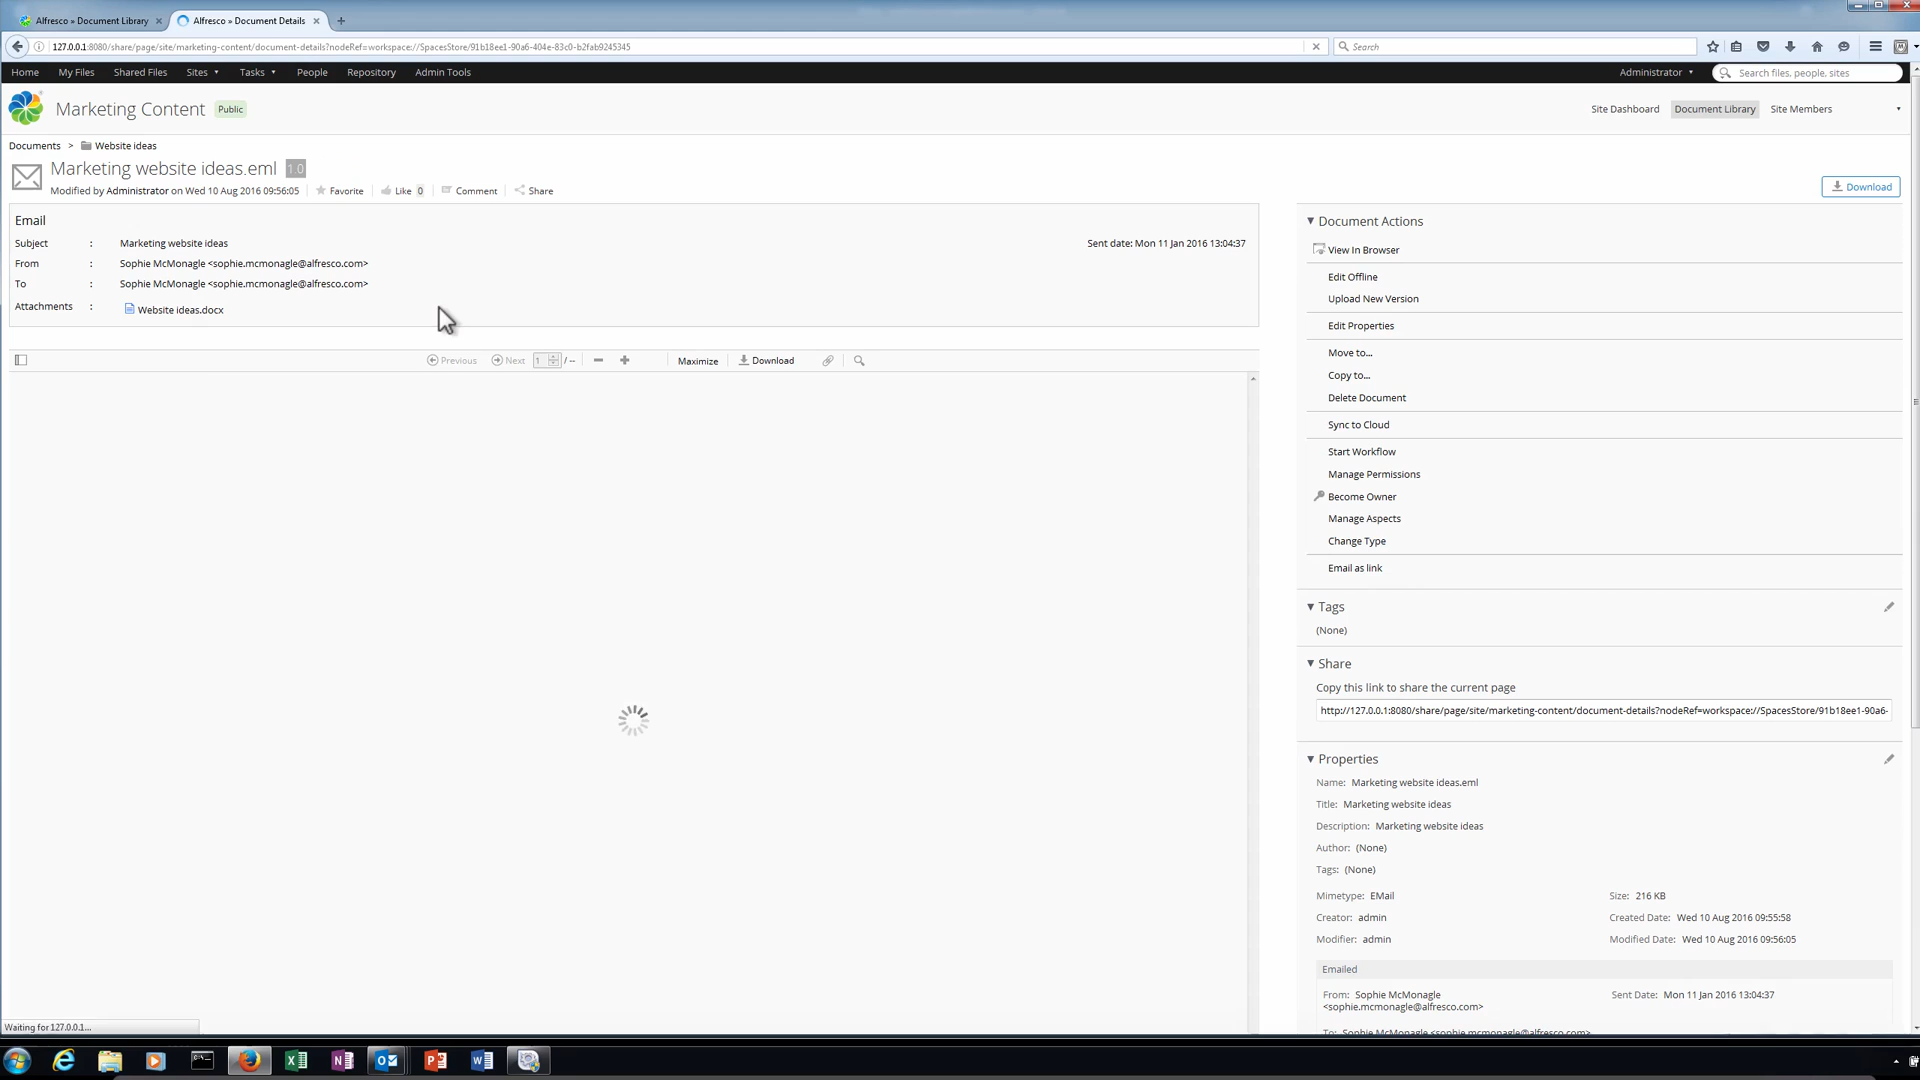 Alfresco » Document Library
Alfresco » Document Details
127.0.0.1:8080/share/page/site/marketing-content/document-details?nodeRef=workspace://SpacesStore/91b18ee1-90a6-404e-83c0-b2fab9245345
Search
Home My Files Shared Files Sites Tasks People Repository Admin Tools
Administrator
Search files, people, sites
Marketing Content Public
Site Dashboard Document Library Site Members
Documents > Website ideas
Marketing website ideas.eml 1.0
Modified by Administrator on Wed 10 Aug 2016 09:56:05 Favorite Like 0 Comment Share
Download
Email
Subject : Marketing website ideas
Sent date: Mon 11 Jan 2016 13:04:37
From : Sophie McMonagle <sophie.mcmonagle@alfresco.com>
To : Sophie McMonagle <sophie.mcmonagle@alfresco.com>
Attachments : Website ideas.docx
Previous Next 1 / -- Maximize Download
Document Actions
View In Browser
Edit Offline
Upload New Version
Edit Properties
Move to...
Copy to...
Delete Document
Sync to Cloud
Start Workflow
Manage Permissions
Become Owner
Manage Aspects
Change Type
Email as link
Tags
(None)
Share
Copy this link to share the current page
http://127.0.0.1:8080/share/page/site/marketing-content/document-details?nodeRef=workspace://SpacesStore/91b18ee1-90a6-
Properties
Name: Marketing website ideas.eml
Title: Marketing website ideas
Description: Marketing website ideas
Author: (None)
Tags: (None)
Mimetype: EMail Size: 216 KB
Creator: admin Created Date: Wed 10 Aug 2016 09:55:58
Modifier: admin Modified Date: Wed 10 Aug 2016 09:56:05
Emailed
From: Sophie McMonagle Sent Date: Mon 11 Jan 2016 13:04:37
<sophie.mcmonagle@alfresco.com>
To: Sophie McMonagle <sophie.mcmonagle@alfresco.com>
Waiting for 127.0.0.1...